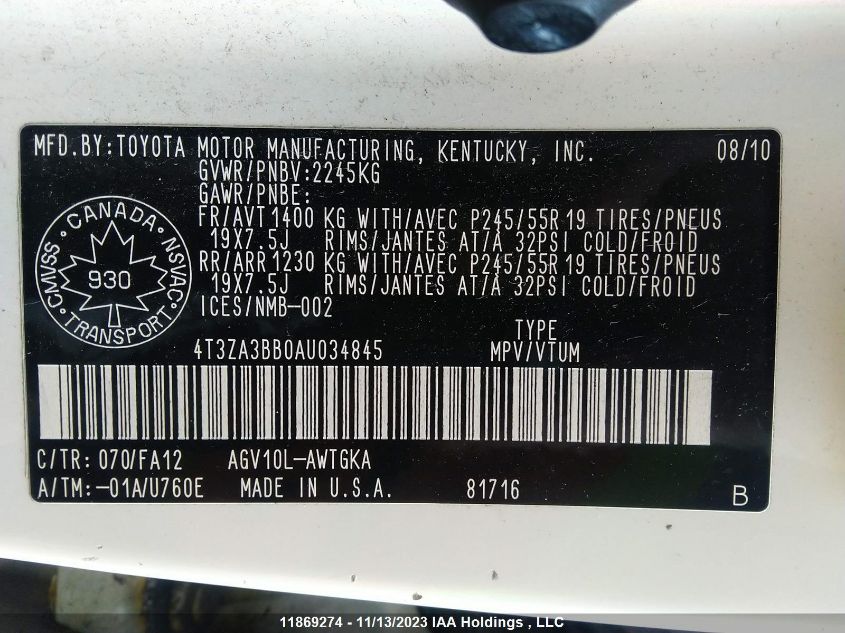 MFD.BY:TOYOTA MOTOR MANUFACTURING, KENTUCKY, INC. 08/10
GVWR/PNBV:2245KG
GAWR/PNBE:
FR/AVT 1400 KG WITH/AVEC P245/55R19 TIRES/PNEUS
19X7.5J RIMS/JANTES AT/À 32PSI COLD/FROID
RR/ARR 1230 KG WITH/AVEC P245/55R19 TIRES/PNEUS
19X7.5J RIMS/JANTES AT/À 32PSI COLD/FROID
ICES/NMB-002
CANADA
CMVSS 930 NSVAC
TRANSPORT
TYPE
4T3ZA3BB0AU034845 MPV/VTUM
C/TR: 070/FA12 AGV10L-AWTGKA
A/TM:-01A/U760E MADE IN U.S.A. 81716 B
11869274 - 11/13/2023 IAA Holdings , LLC